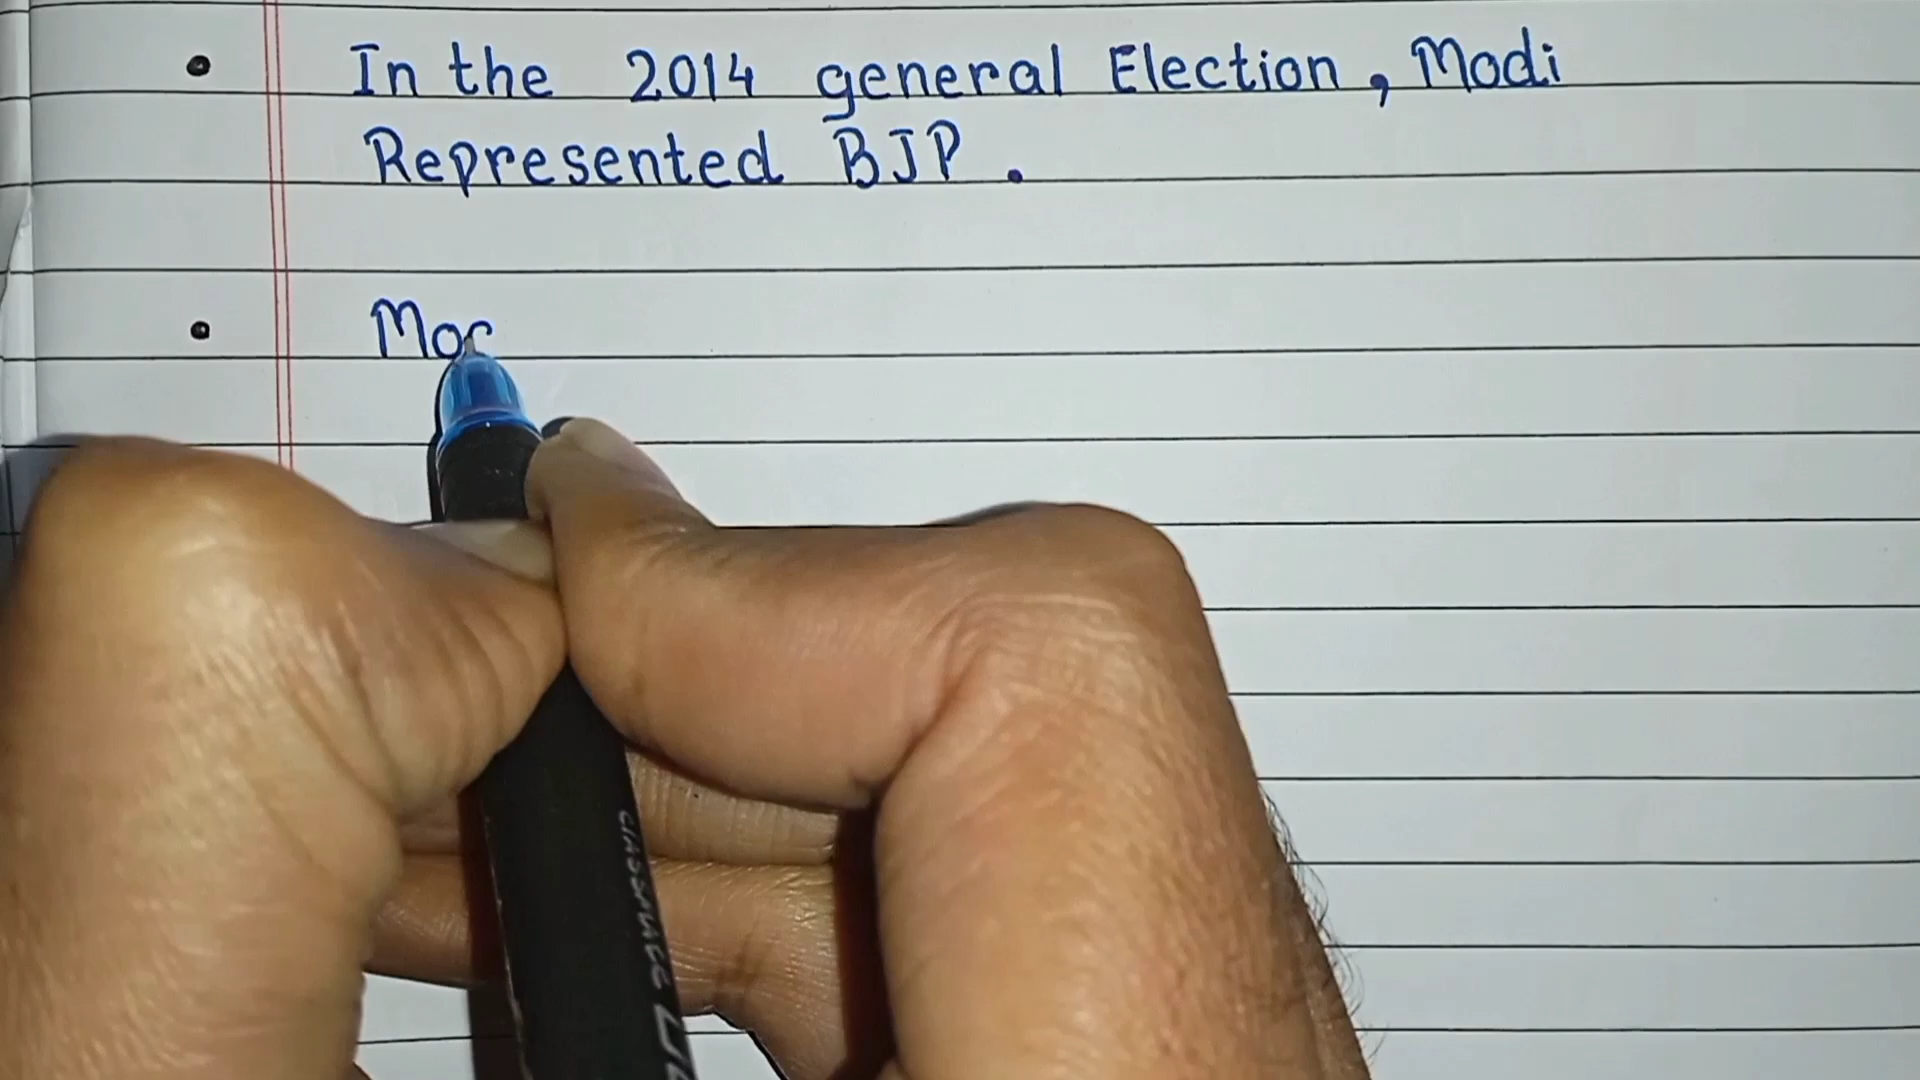 • In the 2014 general Election, Modi
Represented BJP.
• Mo